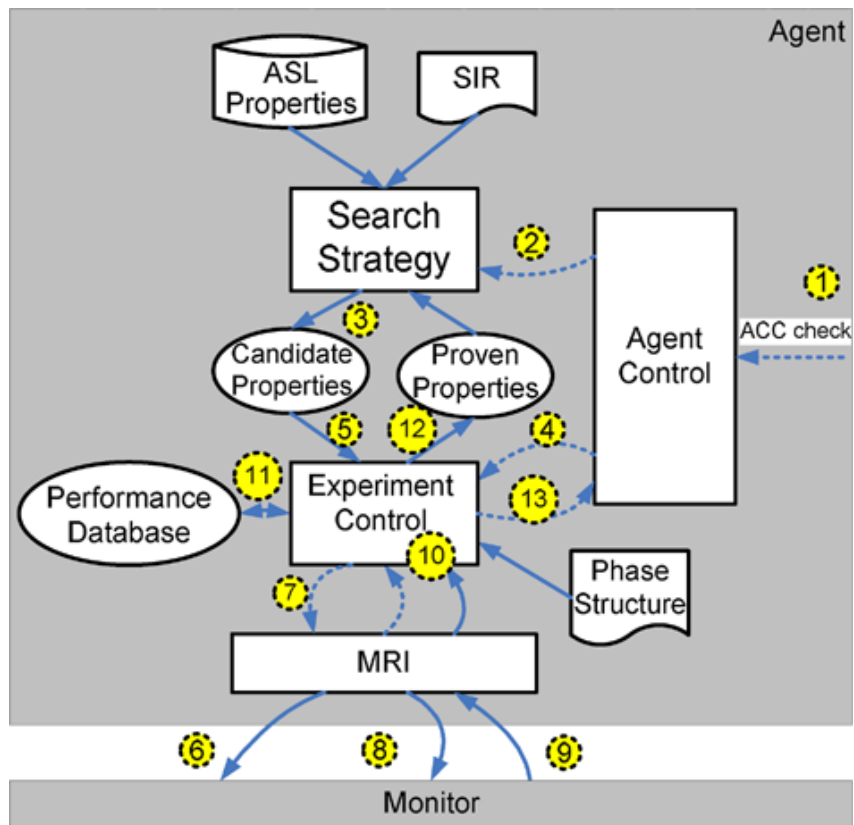 Agent
ASL
Properties
SIR
Search
Strategy
2
1
ACC check
Agent
Control
3
Candidate
Properties
Proven
Properties
5
12
4
11
Performance
Database
Experiment
Control
13
10
7
Phase
Structure
MRI
6
8
9
Monitor